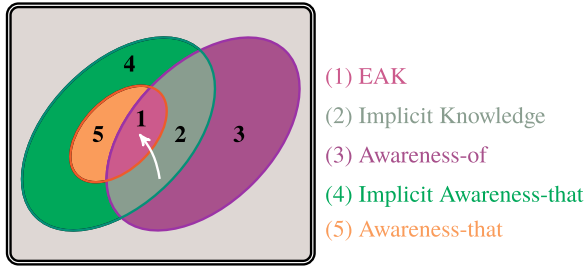 4
1
5
2
3
(1) EAK
(2) Implicit Knowledge
(3) Awareness-of
(4) Implicit Awareness-that
(5) Awareness-that